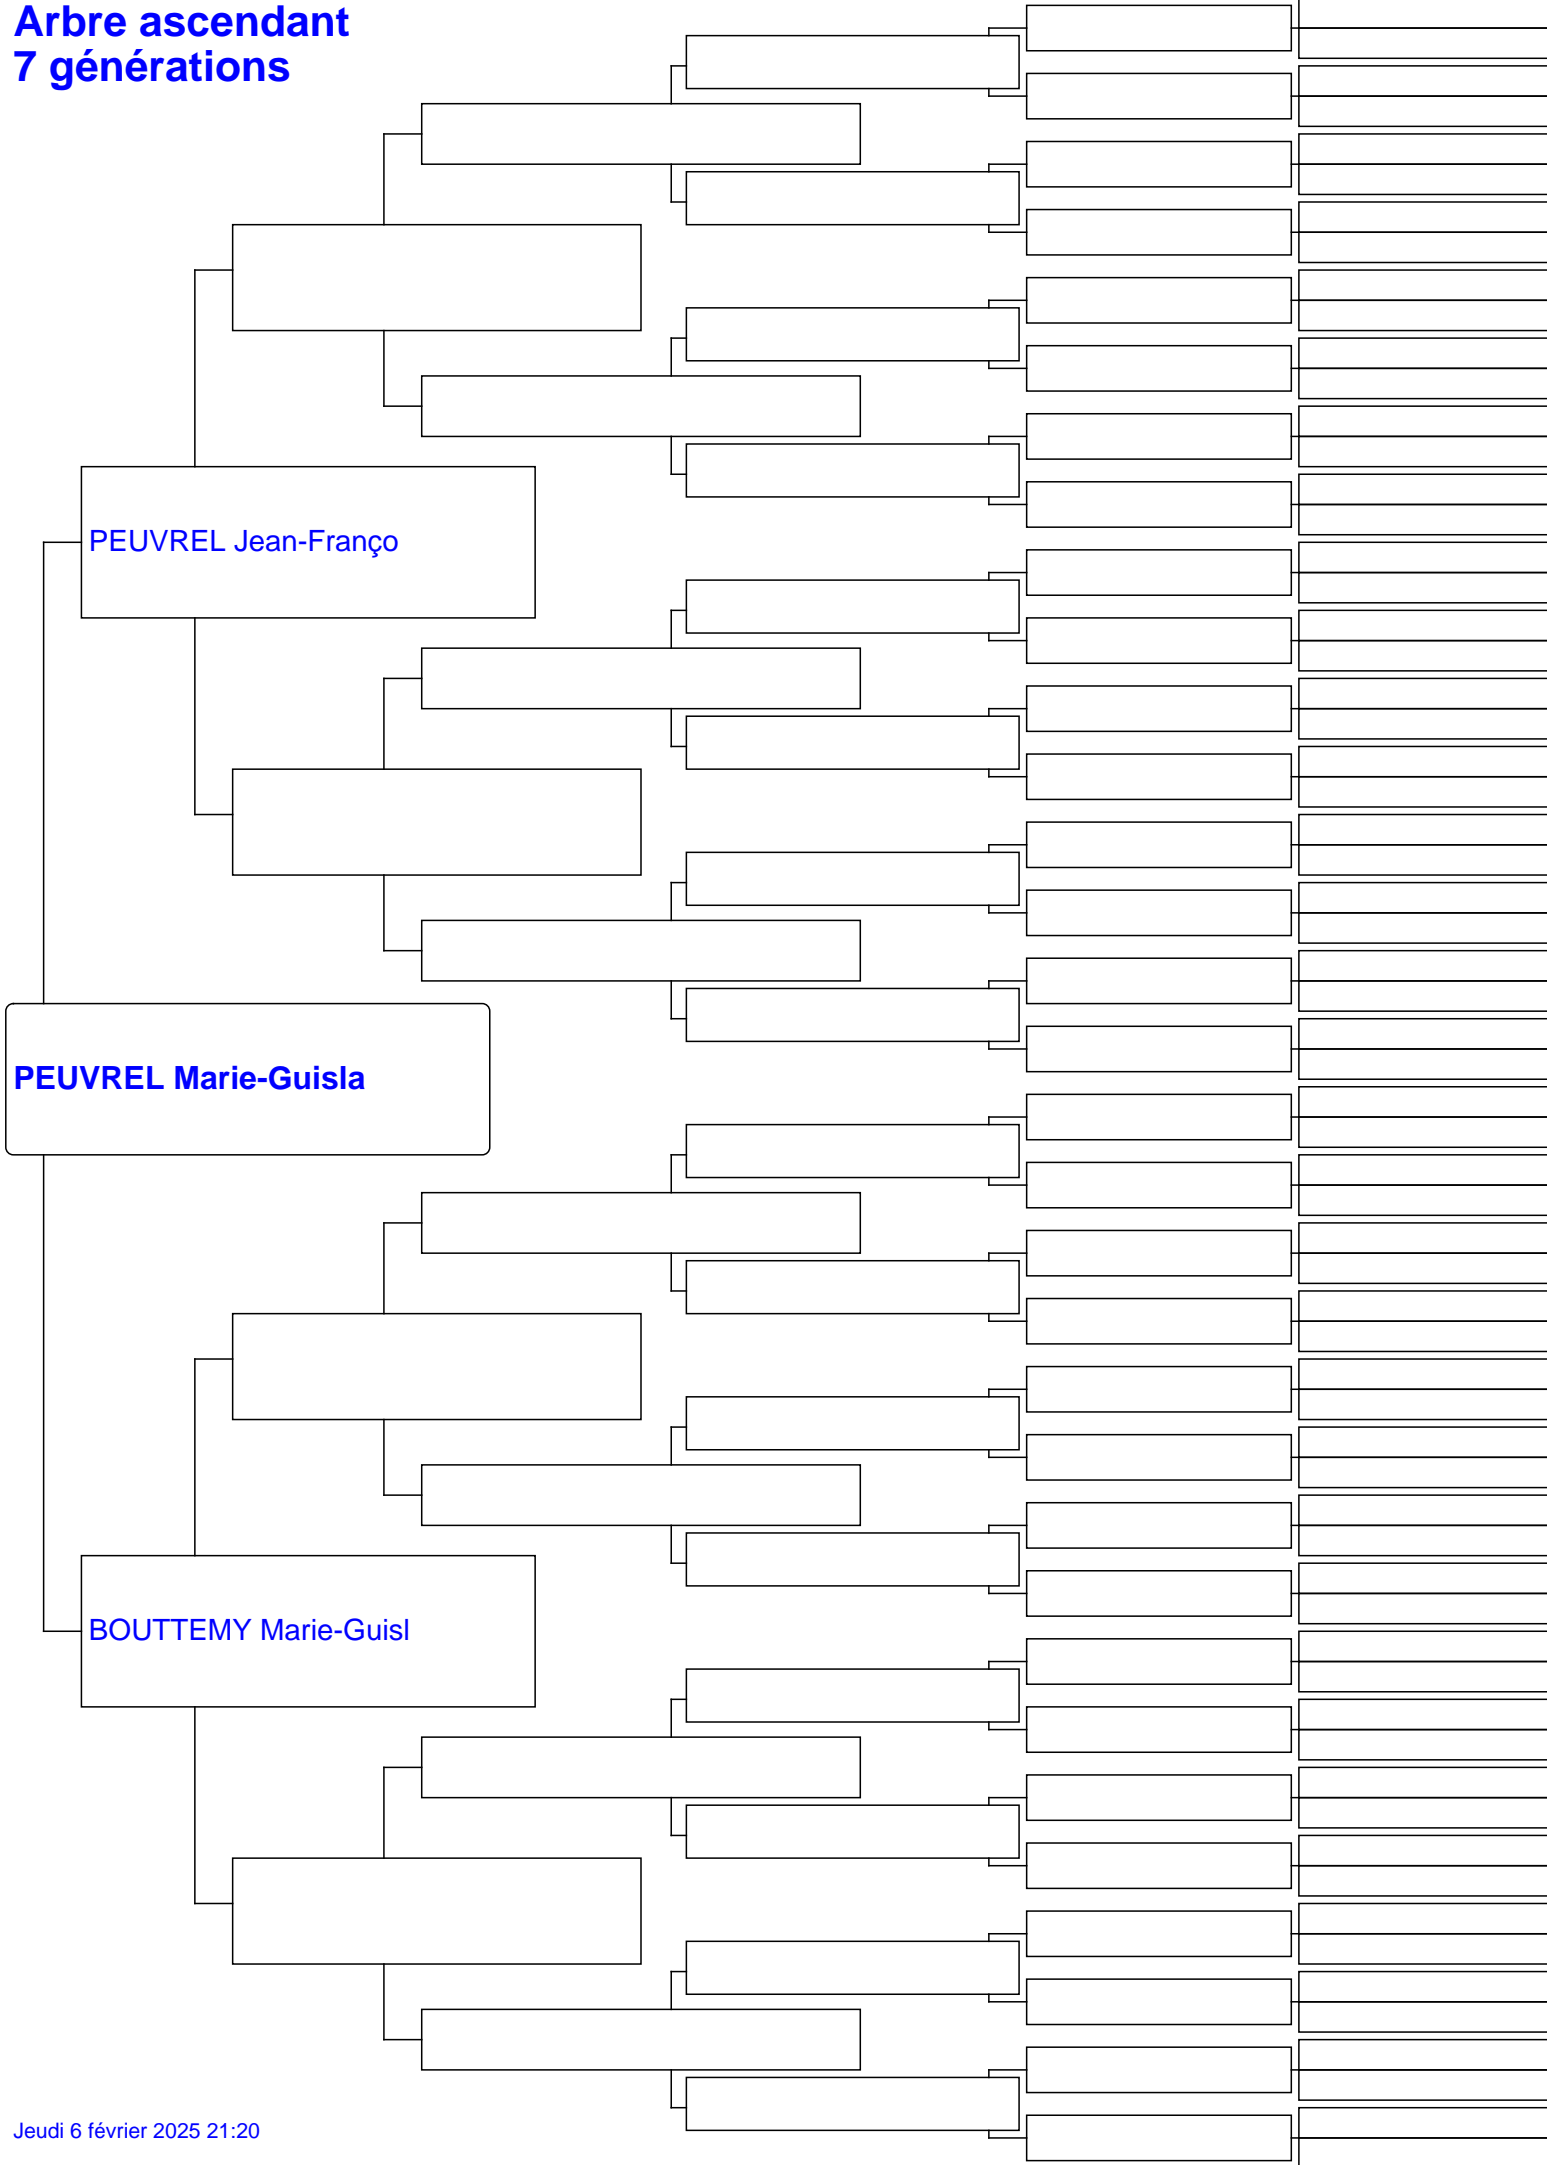 Arbre ascendant
7 générations
PEUVREL Jean-Franço
PEUVREL Marie-Guisla
BOUTTEMY Marie-Guisl
Jeudi 6 février 2025 21:20